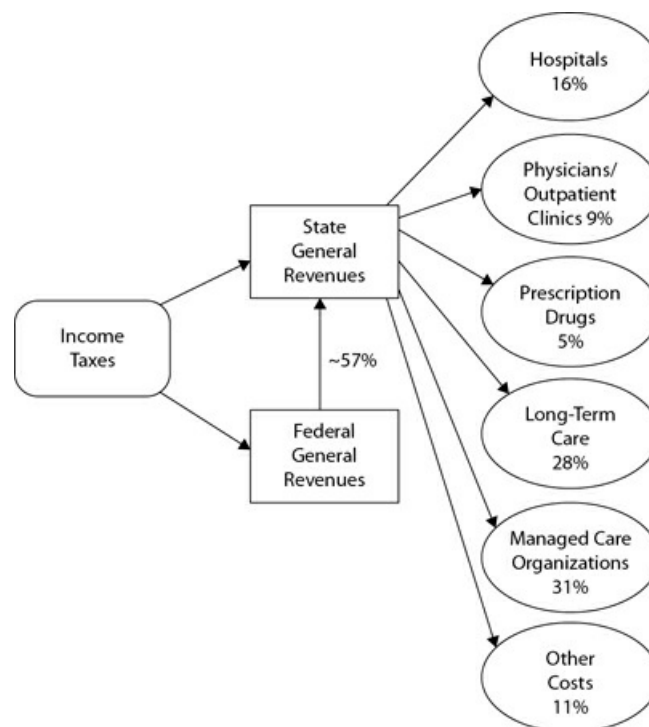 Hospitals
16%
Physicians/
Outpatient
Clinics 9%
State
General
Revenues
Prescription
Drugs
5%
Income
Taxes
~57%
Long-Term
Care
28%
Federal
General
Revenues
Managed Care
Organizations
31%
Other
Costs
11%